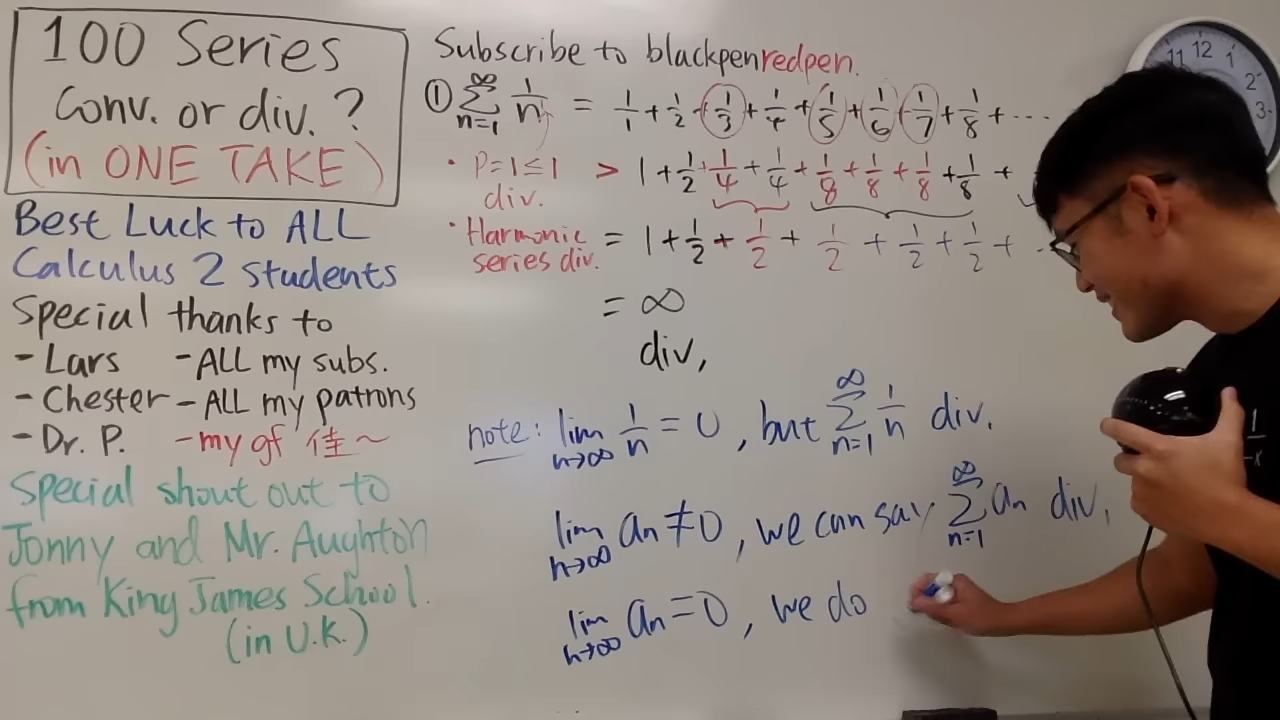 100 Series
Conv. or div. ?
(in ONE TAKE)
Best Luck to ALL
Calculus 2 students
Special thanks to
- Lars - ALL my subs.
- Chester - ALL my patrons
- Dr. P. - my gf 佳~
Special shout out to
Jonny and Mr. Aughton
from King James School.
(in U.K.)
Subscribe to blackpenredpen.
① ∑_{n=1}^{∞} 1/n¹ = 1/1 + 1/2 + 1/3 + 1/4 + 1/5 + 1/6 + 1/7 + 1/8 + ...
• P=1≤1 > 1 + 1/2 + 1/4 + 1/4 + 1/8 + 1/8 + 1/8 + 1/8 +
div.
• Harmonic = 1 + 1/2 + 1/2 + 1/2 + 1/2 + 1/2 +
series div.
= ∞
div,
note: lim_{n→∞} 1/n = 0, but ∑_{n=1}^{∞} 1/n div.
lim_{n→∞} an ≠ 0, we can say ∑_{n=1}^{∞} an div,
lim_{n→∞} an = 0, we do
11 12 1
2
3